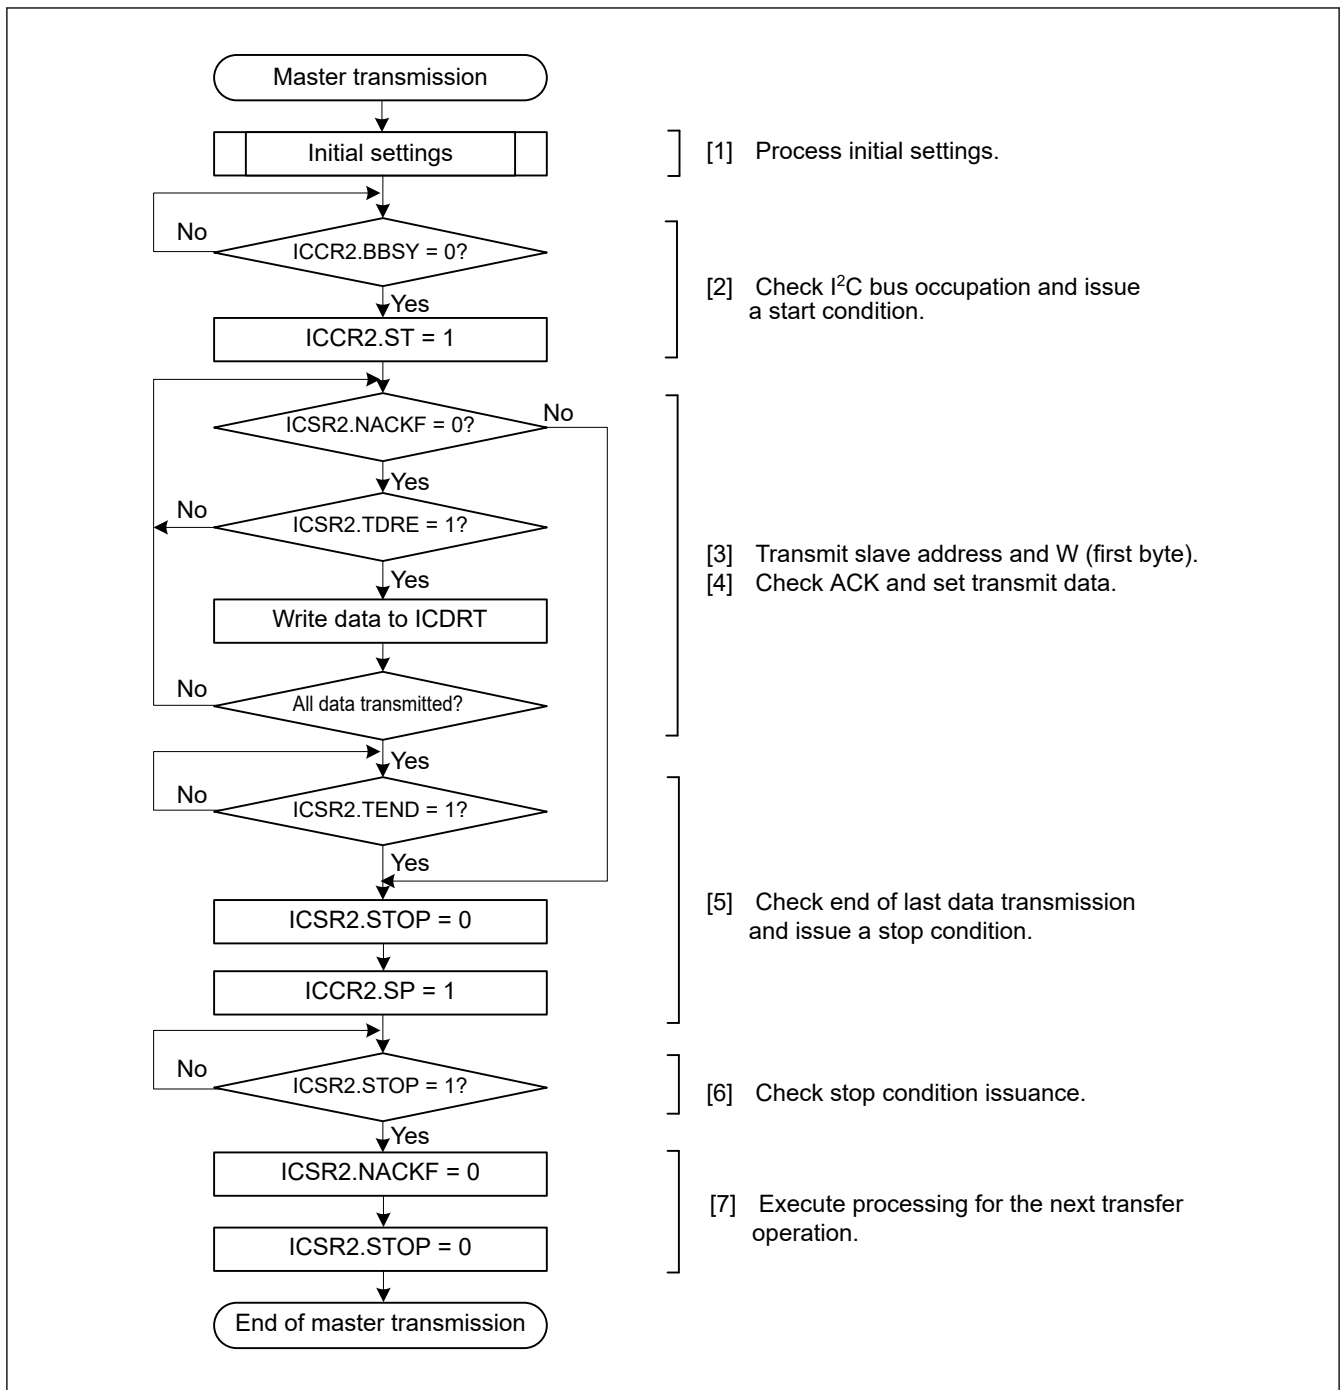 Master transmission
Initial settings
[1] Process initial settings.
No
ICCR2.BBSY = 0?
Yes
[2] Check I²C bus occupation and issue
a start condition.
ICCR2.ST = 1
ICSR2.NACKF = 0?
No
Yes
No
ICSR2.TDRE = 1?
Yes
[3] Transmit slave address and W (first byte).
[4] Check ACK and set transmit data.
Write data to ICDRT
No
All data transmitted?
Yes
No
ICSR2.TEND = 1?
Yes
ICSR2.STOP = 0
[5] Check end of last data transmission
and issue a stop condition.
ICCR2.SP = 1
No
ICSR2.STOP = 1?
[6] Check stop condition issuance.
Yes
ICSR2.NACKF = 0
[7] Execute processing for the next transfer
operation.
ICSR2.STOP = 0
End of master transmission